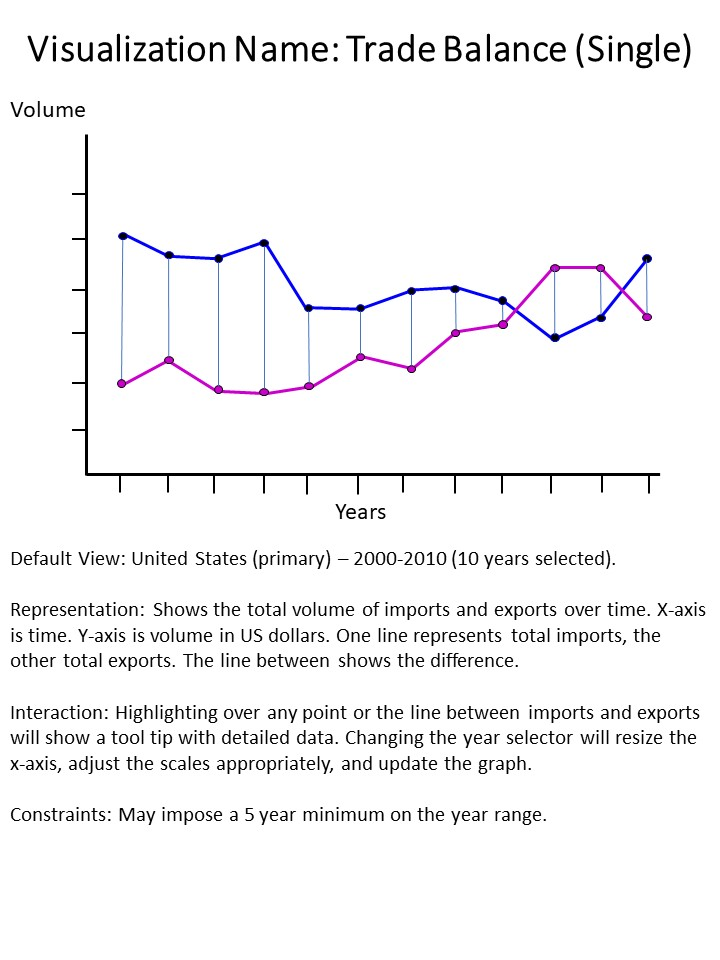 Visualization Name: Trade Balance (Single)
Volume
Years
Default View: United States (primary) – 2000-2010 (10 years selected).
Representation: Shows the total volume of imports and exports over time. X-axis
is time. Y-axis is volume in US dollars. One line represents total imports, the
other total exports. The line between shows the difference.
Interaction: Highlighting over any point or the line between imports and exports
will show a tool tip with detailed data. Changing the year selector will resize the
x-axis, adjust the scales appropriately, and update the graph.
Constraints: May impose a 5 year minimum on the year range.